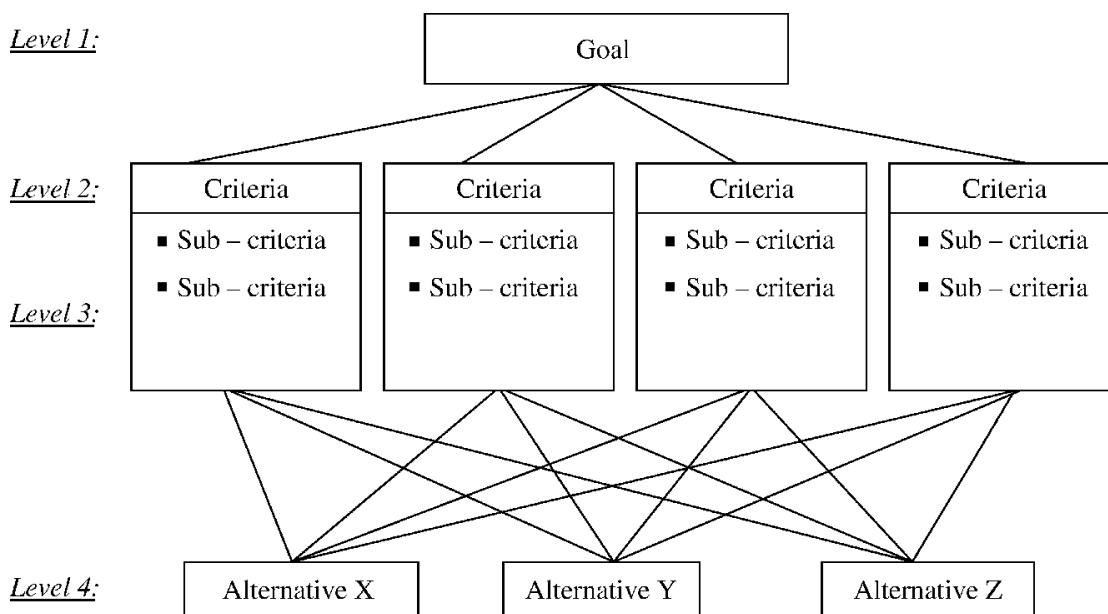 Level 1:
Goal
Level 2:
Criteria
Criteria
Criteria
Criteria
■ Sub – criteria
■ Sub – criteria
■ Sub – criteria
■ Sub – criteria
■ Sub – criteria
■ Sub – criteria
■ Sub – criteria
■ Sub – criteria
Level 3:
Level 4:
Alternative X
Alternative Y
Alternative Z